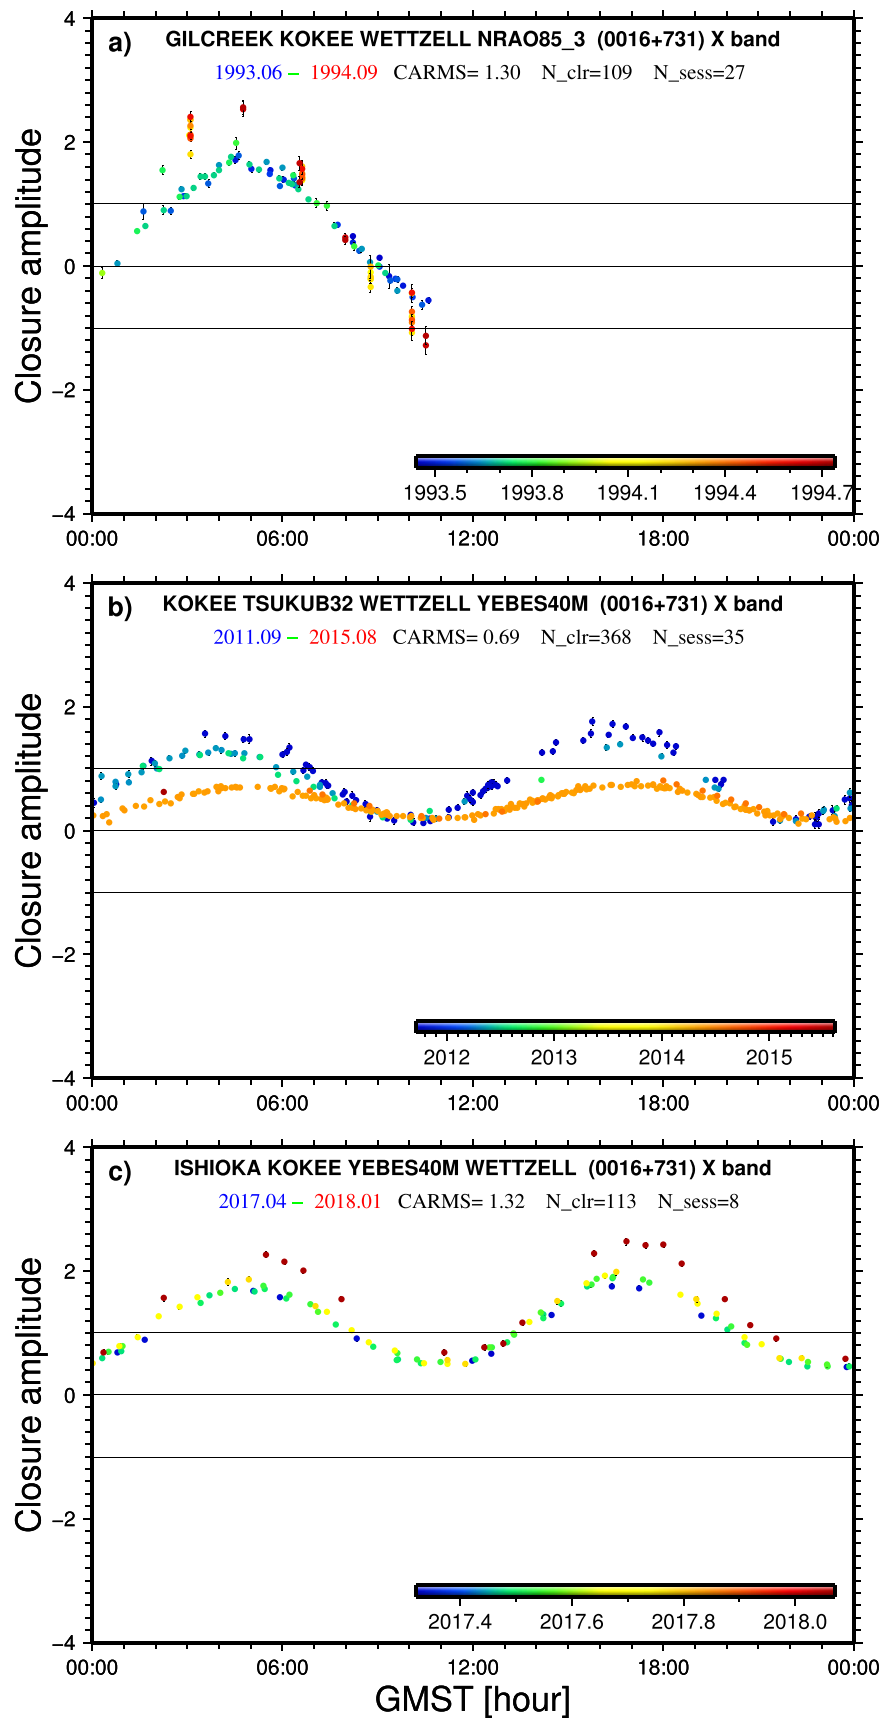 a) GILCREEK KOKEE WETTZELL NRAO85_3 (0016+731) X band
1993.06 – 1994.09 CARMS= 1.30 N_clr=109 N_sess=27
Closure amplitude
4
2
0
−2
−4
1993.5 1993.8 1994.1 1994.4 1994.7
00:00 06:00 12:00 18:00 00:00
b) KOKEE TSUKUB32 WETTZELL YEBES40M (0016+731) X band
2011.09 – 2015.08 CARMS= 0.69 N_clr=368 N_sess=35
Closure amplitude
4
2
0
−2
−4
2012 2013 2014 2015
00:00 06:00 12:00 18:00 00:00
c) ISHIOKA KOKEE YEBES40M WETTZELL (0016+731) X band
2017.04 – 2018.01 CARMS= 1.32 N_clr=113 N_sess=8
Closure amplitude
4
2
0
−2
−4
2017.4 2017.6 2017.8 2018.0
00:00 06:00 12:00 18:00 00:00
GMST [hour]